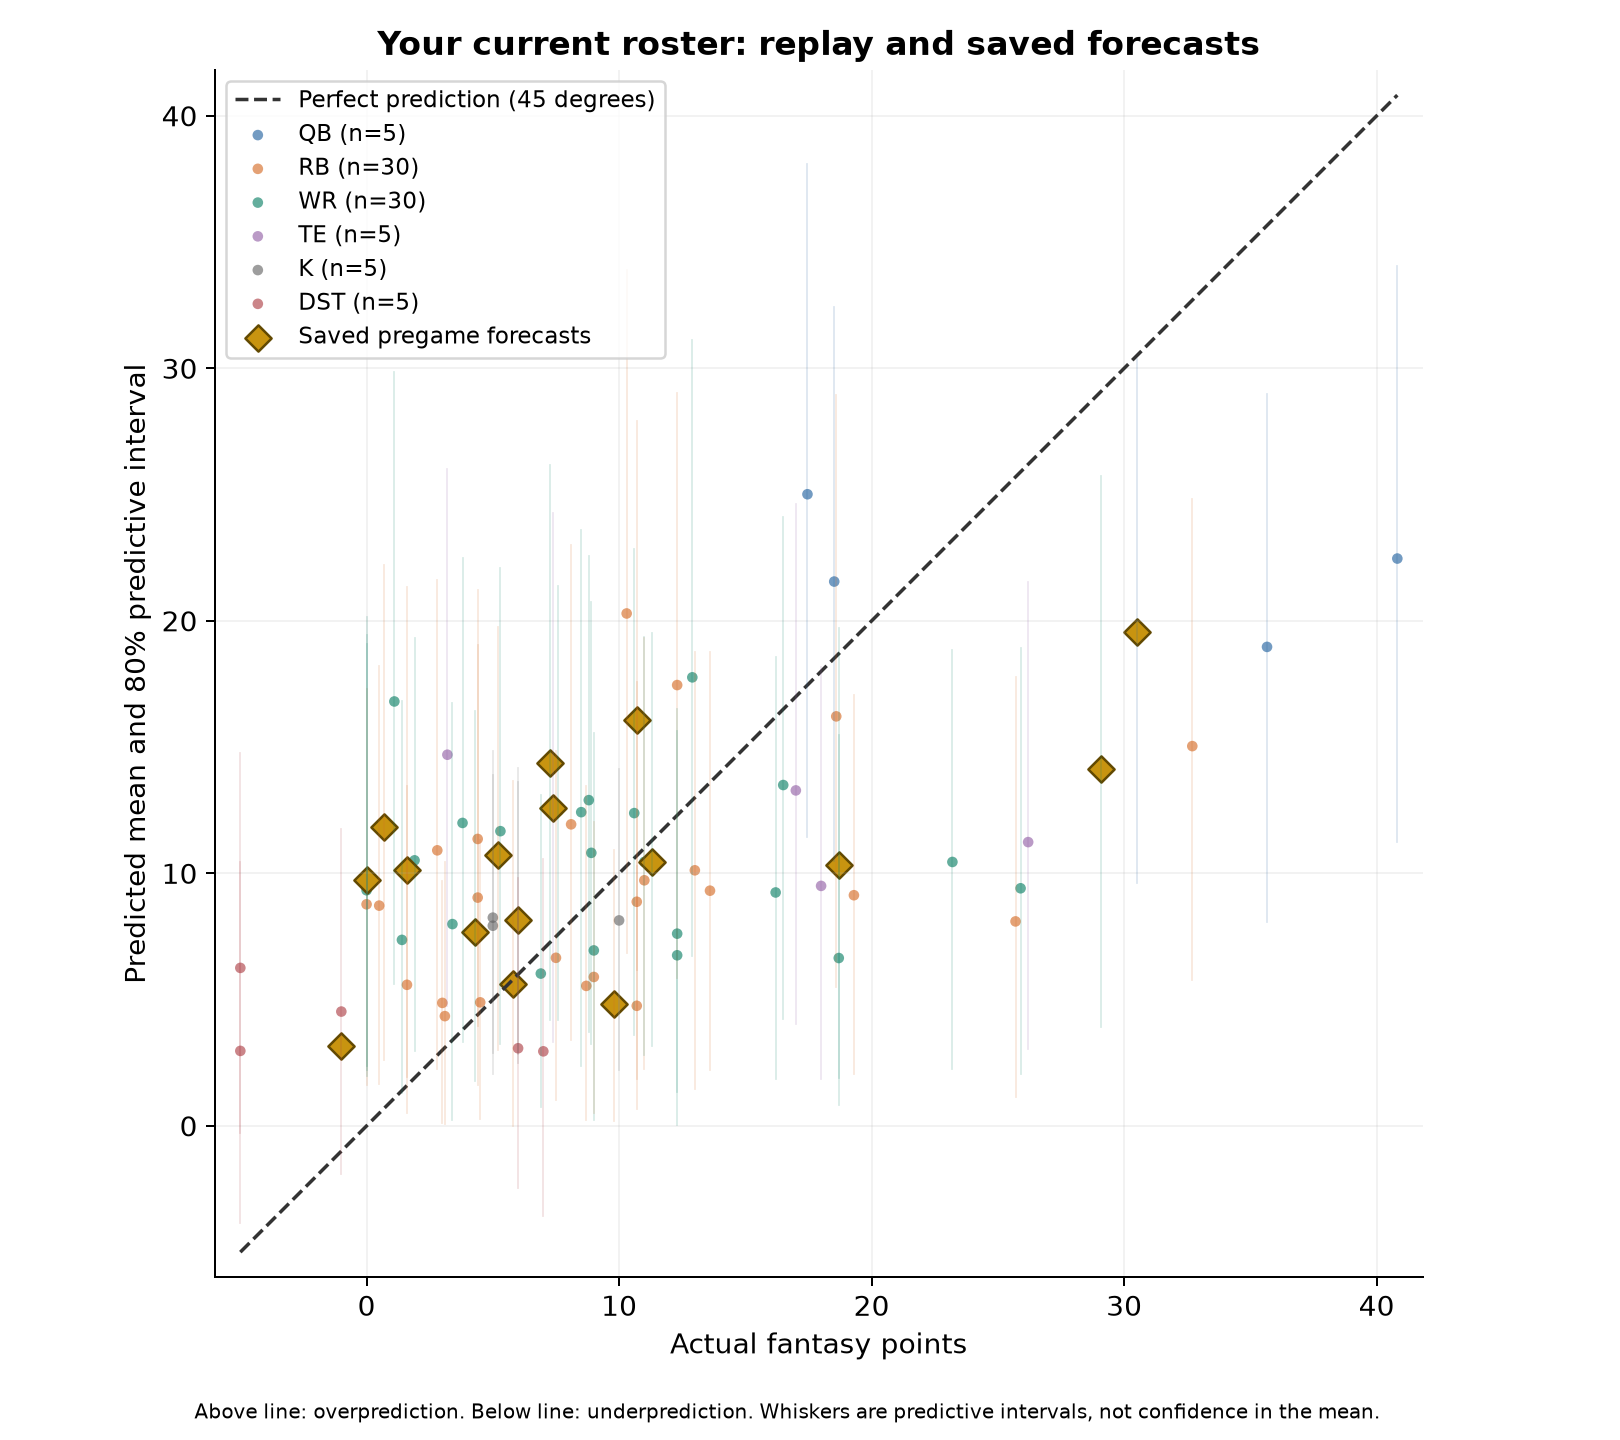 Your current roster: replay and saved forecasts
Perfect prediction (45 degrees)
QB (n=5)
RB (n=30)
WR (n=30)
TE (n=5)
K (n=5)
DST (n=5)
Saved pregame forecasts
Predicted mean and 80% predictive interval
40
30
20
10
0
0
10
20
30
40
Actual fantasy points
Above line: overprediction. Below line: underprediction. Whiskers are predictive intervals, not confidence in the mean.